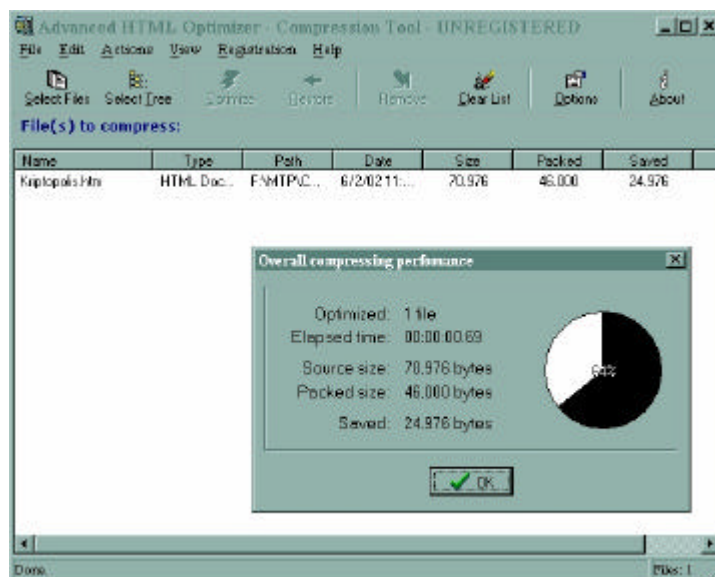 Advanced HTML Optimizer - Compression Tool - UNREGISTERED
File Edit Actions View Registration Help
Select Files Select Tree Optimize Restore Remove Clear List Options About
File(s) to compress:
Name Type Path Date Size Packed Saved
Kriptopolis.htm HTML Doc... F:\MTP\C... 6/2/02 11:... 70.976 46.000 24.976
Overall compressing perfomance
Optimized: 1 file
Elapsed time: 00:00:00.69
Source size: 70.976 bytes
Packed size: 46.000 bytes
Saved: 24.976 bytes
64%
OK
Done. Files: 1